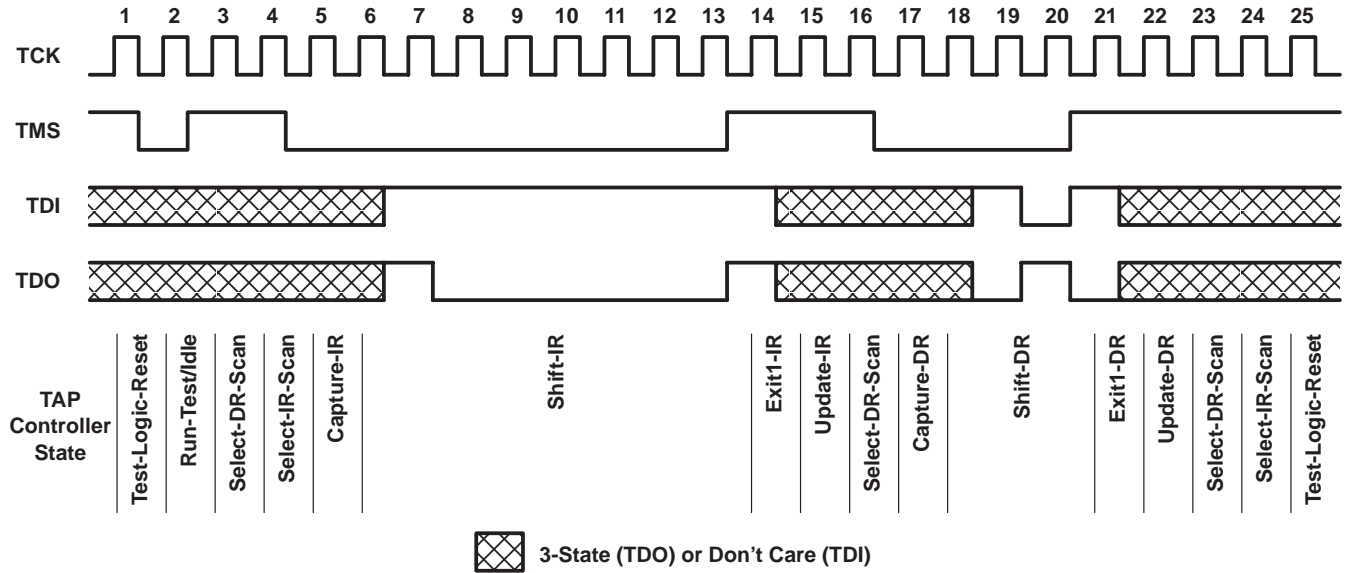 1 2 3 4 5 6 7 8 9 10 11 12 13 14 15 16 17 18 19 20 21 22 23 24 25
TCK
TMS
TDI
TDO
TAP
Controller
State
Test-Logic-Reset
Run-Test/Idle
Select-DR-Scan
Select-IR-Scan
Capture-IR
Shift-IR
Exit1-IR
Update-IR
Select-DR-Scan
Capture-DR
Shift-DR
Exit1-DR
Update-DR
Select-DR-Scan
Select-IR-Scan
Test-Logic-Reset
3-State (TDO) or Don't Care (TDI)